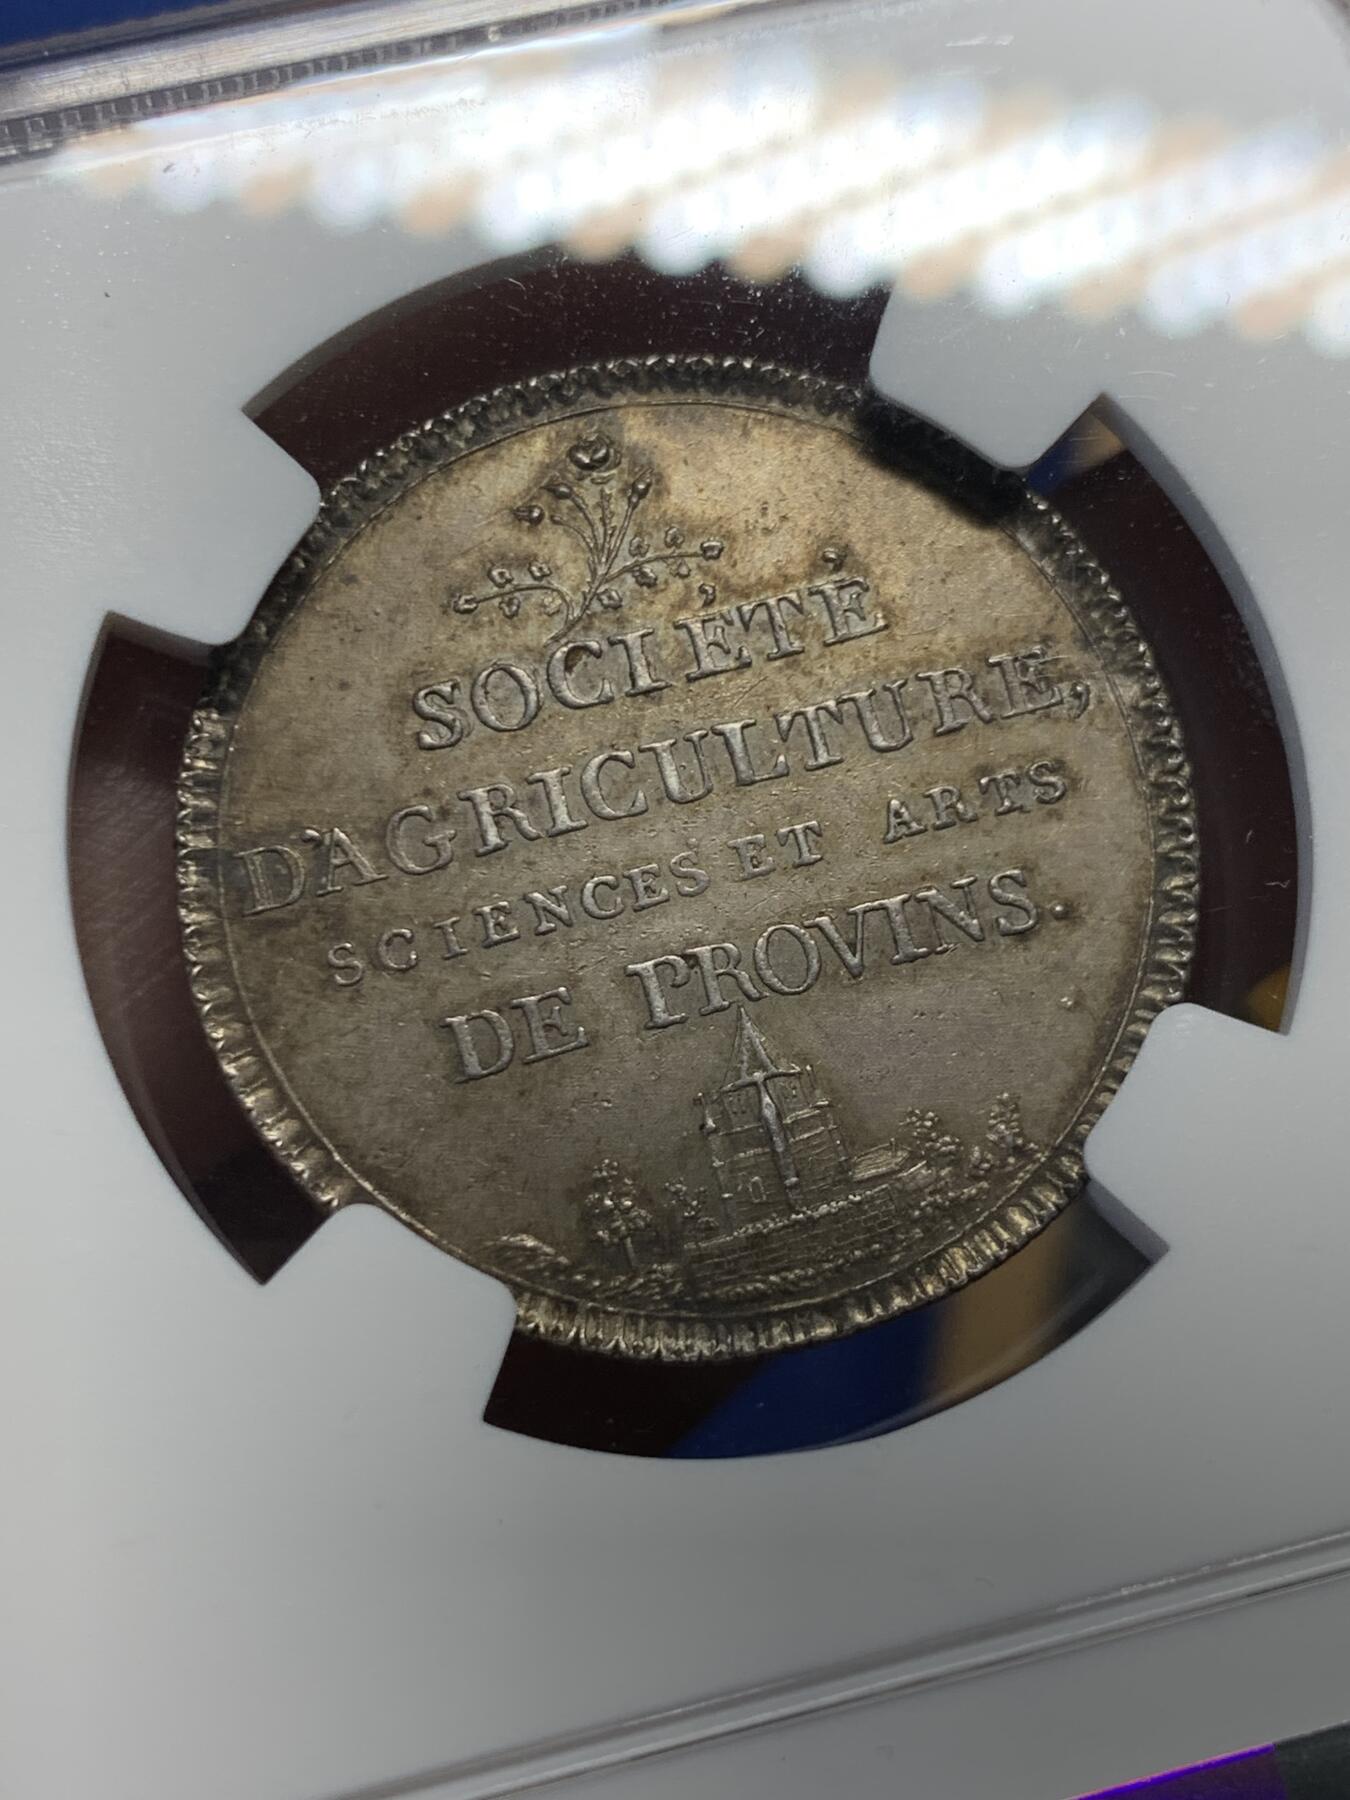 SOCIÉTÉ
D'AGRICULTURE,
SCIENCES ET ARTS
DE PROVINS.